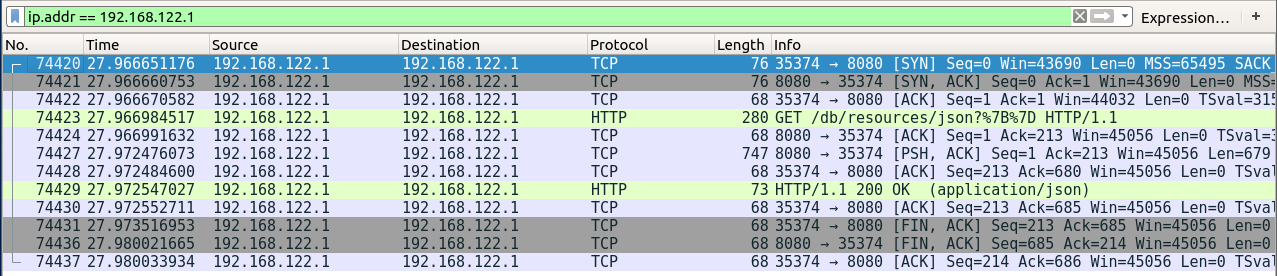 ip.addr == 192.168.122.1 Expression… +
No. Time Source Destination Protocol Length Info
74420 27.966651176 192.168.122.1 192.168.122.1 TCP 76 35374 → 8080 [SYN] Seq=0 Win=43690 Len=0 MSS=65495 SACK
74421 27.966660753 192.168.122.1 192.168.122.1 TCP 76 8080 → 35374 [SYN, ACK] Seq=0 Ack=1 Win=43690 Len=0 MSS=
74422 27.966670582 192.168.122.1 192.168.122.1 TCP 68 35374 → 8080 [ACK] Seq=1 Ack=1 Win=44032 Len=0 TSval=315
74423 27.966984517 192.168.122.1 192.168.122.1 HTTP 280 GET /db/resources/json?%7B%7D HTTP/1.1
74424 27.966991632 192.168.122.1 192.168.122.1 TCP 68 8080 → 35374 [ACK] Seq=1 Ack=213 Win=45056 Len=0 TSval=3
74427 27.972476073 192.168.122.1 192.168.122.1 TCP 747 8080 → 35374 [PSH, ACK] Seq=1 Ack=213 Win=45056 Len=679
74428 27.972484600 192.168.122.1 192.168.122.1 TCP 68 35374 → 8080 [ACK] Seq=213 Ack=680 Win=45056 Len=0 TSva
74429 27.972547027 192.168.122.1 192.168.122.1 HTTP 73 HTTP/1.1 200 OK (application/json)
74430 27.972552711 192.168.122.1 192.168.122.1 TCP 68 35374 → 8080 [ACK] Seq=213 Ack=685 Win=45056 Len=0 TSva
74431 27.973516953 192.168.122.1 192.168.122.1 TCP 68 35374 → 8080 [FIN, ACK] Seq=213 Ack=685 Win=45056 Len=0
74436 27.980021665 192.168.122.1 192.168.122.1 TCP 68 8080 → 35374 [FIN, ACK] Seq=685 Ack=214 Win=45056 Len=0
74437 27.980033934 192.168.122.1 192.168.122.1 TCP 68 35374 → 8080 [ACK] Seq=214 Ack=686 Win=45056 Len=0 TSva